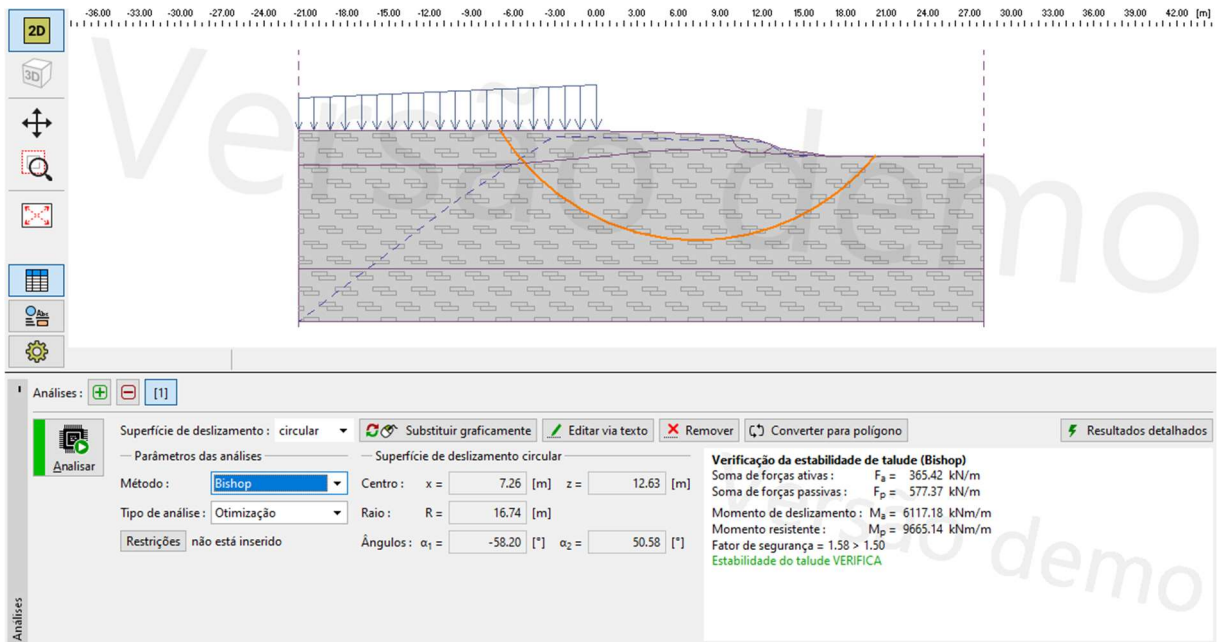 -36.00 -33.00 -30.00 -27.00 -24.00 -21.00 -18.00 -15.00 -12.00 -9.00 -6.00 -3.00 0.00 3.00 6.00 9.00 12.00 15.00 18.00 21.00 24.00 27.00 30.00 33.00 36.00 39.00 42.00 [m]
2D
3D
Versão demo
Abc
Análises : [1]
Analisar
Superfície de deslizamento : circular
Substituir graficamente
Editar via texto
Remover
Converter para polígono
Resultados detalhados
Parâmetros das análises
Método : Bishop
Tipo de análise : Otimização
Restrições não está inserido
Superfície de deslizamento circular
Centro : x = 7.26 [m] z = 12.63 [m]
Raio : R = 16.74 [m]
Ângulos : α1 = -58.20 [°] α2 = 50.58 [°]
Verificação da estabilidade de talude (Bishop)
Soma de forças ativas : Fa = 365.42 kN/m
Soma de forças passivas : Fp = 577.37 kN/m
Momento de deslizamento : Ma = 6117.18 kNm/m
Momento resistente : Mp = 9665.14 kNm/m
Fator de segurança = 1.58 > 1.50
Estabilidade do talude VERIFICA
Versão demo
Análises